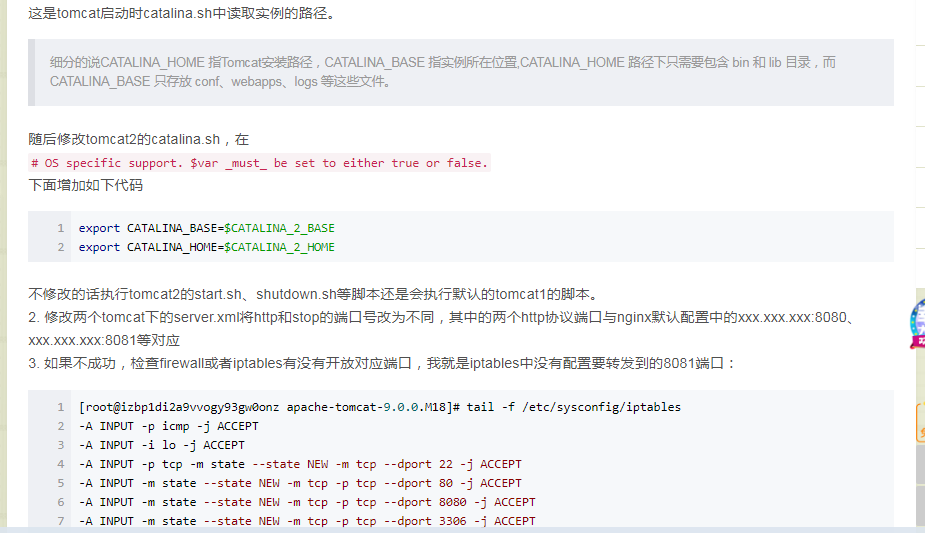 这是tomcat启动时catalina.sh中读取实例的路径。
细分的说CATALINA_HOME 指Tomcat安装路径，CATALINA_BASE 指实例所在位置,CATALINA_HOME 路径下只需要包含 bin 和 lib 目录，而
CATALINA_BASE 只存放 conf、webapps、logs 等这些文件。
随后修改tomcat2的catalina.sh，在
# OS specific support. $var _must_ be set to either true or false.
下面增加如下代码
1 export CATALINA_BASE=$CATALINA_2_BASE
2 export CATALINA_HOME=$CATALINA_2_HOME
不修改的话执行tomcat2的start.sh、shutdown.sh等脚本还是会执行默认的tomcat1的脚本。
2. 修改两个tomcat下的server.xml将http和stop的端口号改为不同，其中的两个http协议端口与nginx默认配置中的xxx.xxx.xxx:8080、
xxx.xxx.xxx:8081等对应
3. 如果不成功，检查firewall或者iptables有没有开放对应端口，我就是iptables中没有配置要转发到的8081端口：
1 [root@izbp1di2a9vvogy93gw0onz apache-tomcat-9.0.0.M18]# tail -f /etc/sysconfig/iptables
2 -A INPUT -p icmp -j ACCEPT
3 -A INPUT -i lo -j ACCEPT
4 -A INPUT -p tcp -m state --state NEW -m tcp --dport 22 -j ACCEPT
5 -A INPUT -m state --state NEW -m tcp -p tcp --dport 80 -j ACCEPT
6 -A INPUT -m state --state NEW -m tcp -p tcp --dport 8080 -j ACCEPT
7 -A INPUT -m state --state NEW -m tcp -p tcp --dport 3306 -j ACCEPT